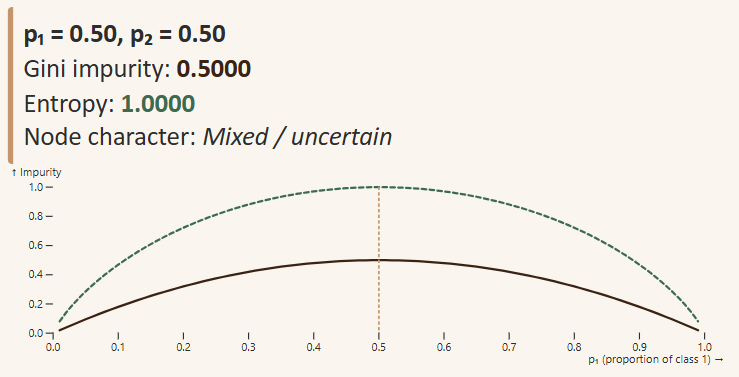 p₁ = 0.50, p₂ = 0.50
Gini impurity: 0.5000
Entropy: 1.0000
Node character: Mixed / uncertain
↑ Impurity
1.0
0.8
0.6
0.4
0.2
0.0
0.0 0.1 0.2 0.3 0.4 0.5 0.6 0.7 0.8 0.9 1.0
p₁ (proportion of class 1) →